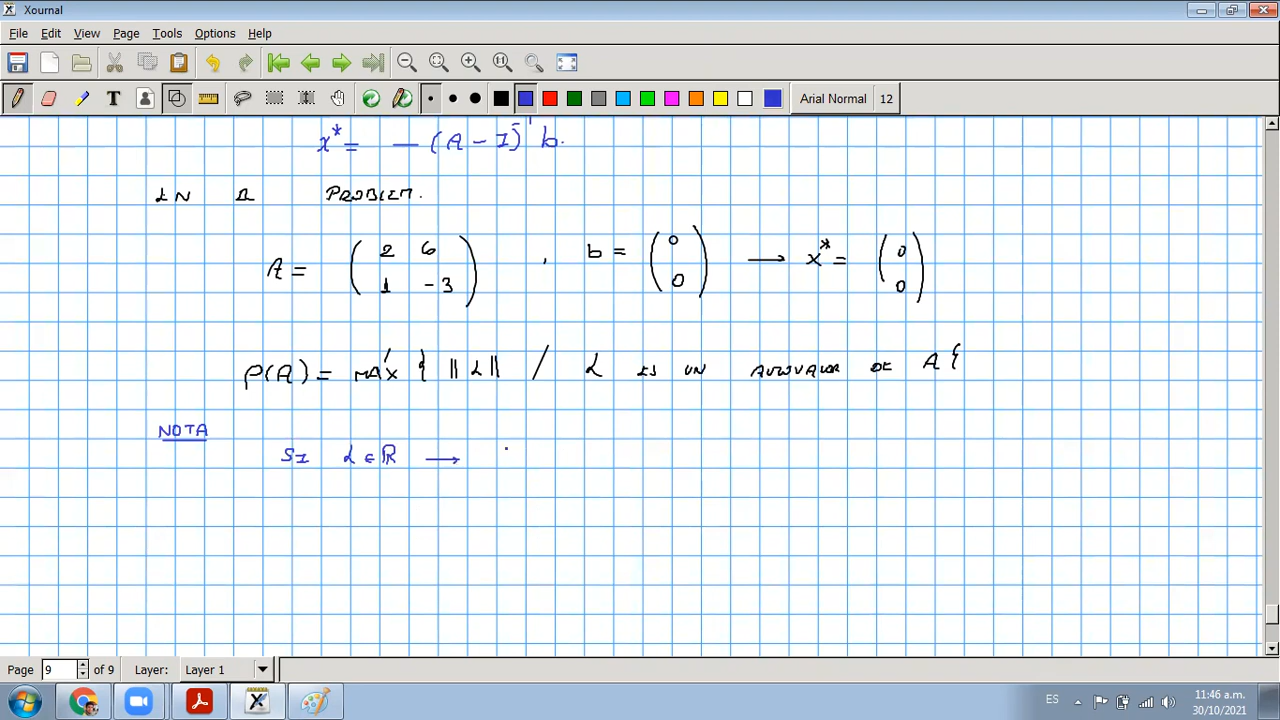 Xournal
File Edit View Page Tools Options Help
Arial Normal 12
x* = - (A - I)⁻¹ b.
EN EL PROBLEM.
A = ( 2 6
1 -3 ) , b = ( 0
0 ) → x* = ( 0
0 )
ρ(A) = MÁX { ‖λ‖ / λ ES UN AUTOVALOR DE A }
NOTA
SI λ ∈ ℝ →
Page 9 of 9 Layer: Layer 1
ES 11:46 a.m.
30/10/2021